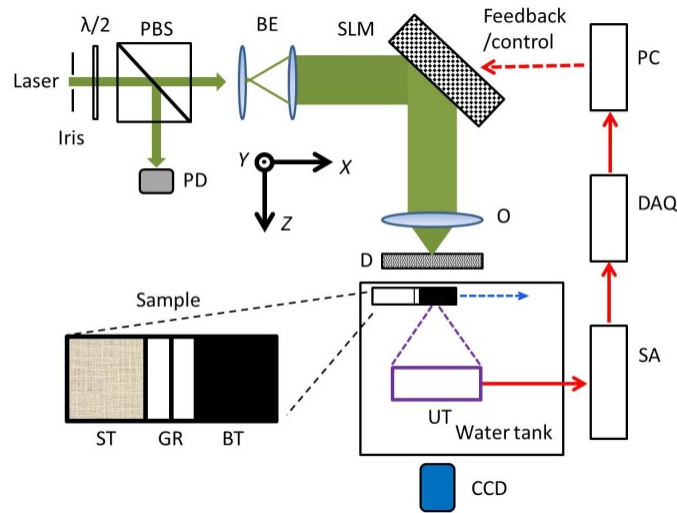 λ/2
PBS
BE
SLM
Feedback
/control
PC
Laser
Iris
PD
Y
X
Z
DAQ
O
D
Sample
SA
UT
Water tank
ST
GR
BT
CCD